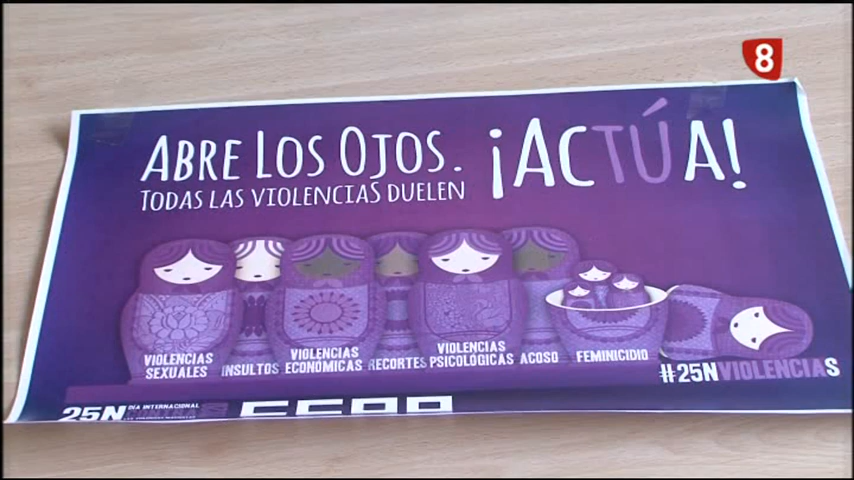 8
ABRE LOS OJOS. ¡ACTÚA!
TODAS LAS VIOLENCIAS DUELEN
VIOLENCIAS SEXUALES
INSULTOS
VIOLENCIAS ECONÓMICAS
RECORTES
VIOLENCIAS PSICOLÓGICAS
ACOSO
FEMINICIDIO
#25NVIOLENCIAS
25N DÍA INTERNACIONAL